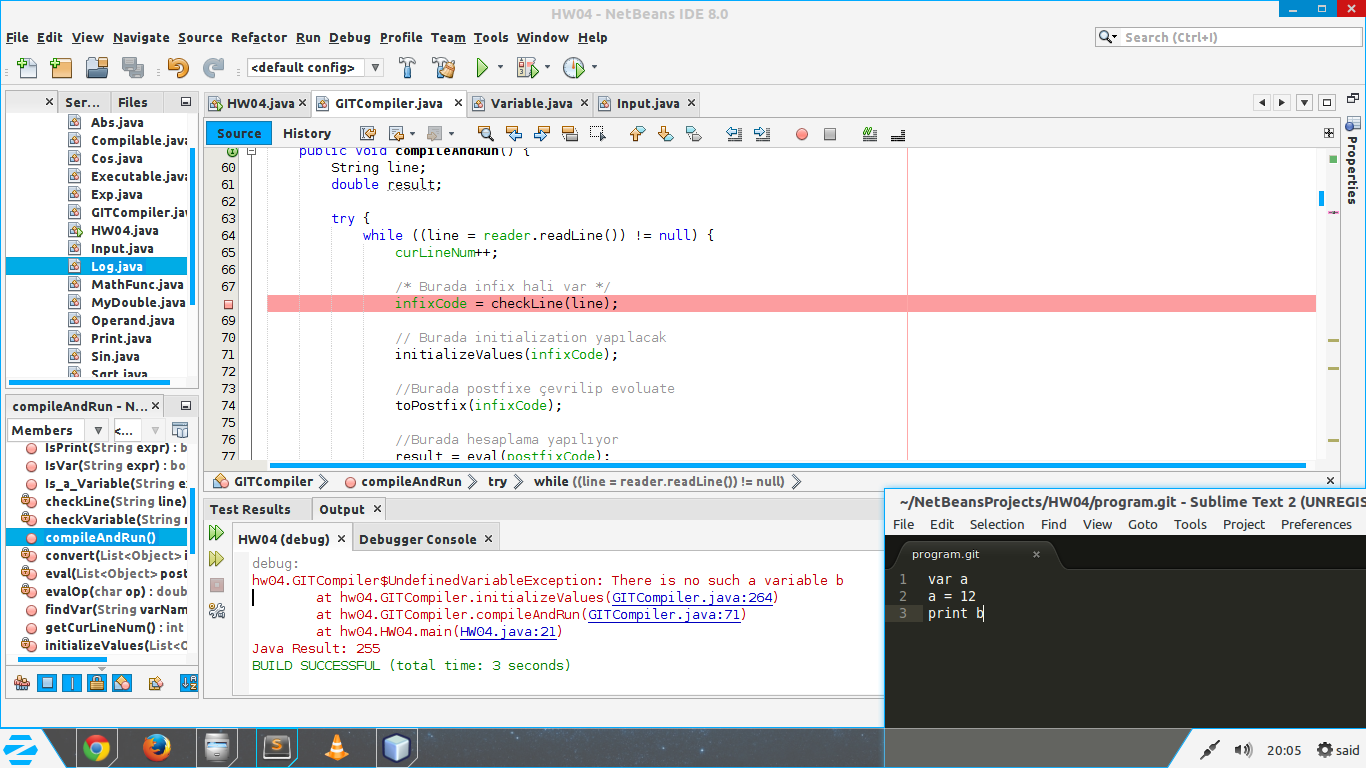 HW04 - NetBeans IDE 8.0
File Edit View Navigate Source Refactor Run Debug Profile Team Tools Window Help
Search (Ctrl+I)
<default config>
Ser... Files
Abs.java
Compilable.java
Cos.java
Executable.java
Exp.java
GITCompiler.jav
HW04.java
Input.java
Log.java
MathFunc.java
MyDouble.java
Operand.java
Print.java
Sin.java
Sqrt.java
HW04.java GITCompiler.java Variable.java Input.java
Source History
public void compileAndRun() {
60 String line;
61 double result;
62
63 try {
64 while ((line = reader.readLine()) != null) {
65 curLineNum++;
66
67 /* Burada infix hali var */
infixCode = checkLine(line);
69
70 // Burada initialization yapılacak
71 initializeValues(infixCode);
72
73 //Burada postfixe çevrilip evoluate
74 toPostfix(infixCode);
75
76 //Burada hesaplama yapılıyor
77 result = eval(postfixCode);
Properties
GITCompiler compileAndRun try while ((line = reader.readLine()) != null)
compileAndRun - N...
Members <...
IsPrint(String expr) : b
IsVar(String expr) : bo
Is_a_Variable(String e
checkLine(String line)
checkVariable(String
compileAndRun()
convert(List<Object> i
eval(List<Object> post
evalOp(char op) : doub
findVar(String varNam
getCurLineNum() : int
initializeValues(List<O
Test Results Output
HW04 (debug) Debugger Console
debug:
hw04.GITCompiler$UndefinedVariableException: There is no such a variable b
at hw04.GITCompiler.initializeValues(GITCompiler.java:264)
at hw04.GITCompiler.compileAndRun(GITCompiler.java:71)
at hw04.HW04.main(HW04.java:21)
Java Result: 255
BUILD SUCCESSFUL (total time: 3 seconds)
~/NetBeansProjects/HW04/program.git - Sublime Text 2 (UNREGIS
File Edit Selection Find View Goto Tools Project Preferences
program.git
1 var a
2 a = 12
3 print b
20:05 said